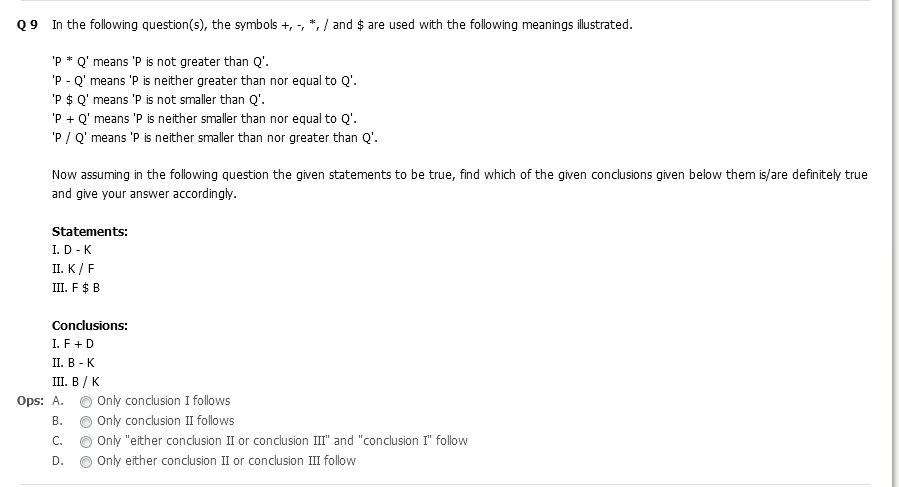 Q 9 In the following question(s), the symbols +, -, *, / and $ are used with the following meanings illustrated.
'P * Q' means 'P is not greater than Q'.
'P - Q' means 'P is neither greater than nor equal to Q'.
'P $ Q' means 'P is not smaller than Q'.
'P + Q' means 'P is neither smaller than nor equal to Q'.
'P / Q' means 'P is neither smaller than nor greater than Q'.
Now assuming in the following question the given statements to be true, find which of the given conclusions given below them is/are definitely true
and give your answer accordingly.
Statements:
I. D - K
II. K / F
III. F $ B
Conclusions:
I. F + D
II. B - K
III. B / K
Ops: A. Only conclusion I follows
B. Only conclusion II follows
C. Only "either conclusion II or conclusion III" and "conclusion I" follow
D. Only either conclusion II or conclusion III follow